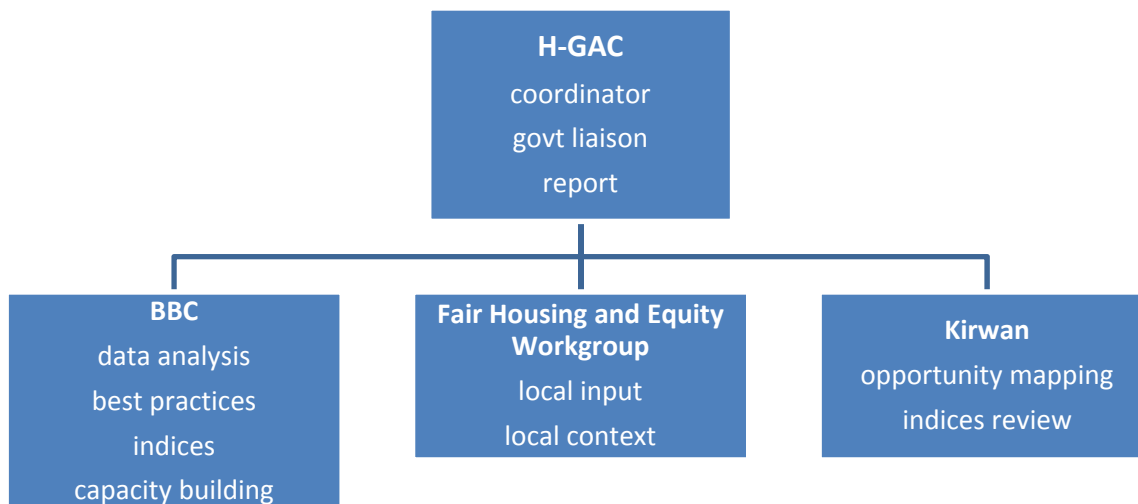 H-GAC
coordinator
govt liaison
report
BBC
data analysis
best practices
indices
capacity building
Fair Housing and Equity
Workgroup
local input
local context
Kirwan
opportunity mapping
indices review